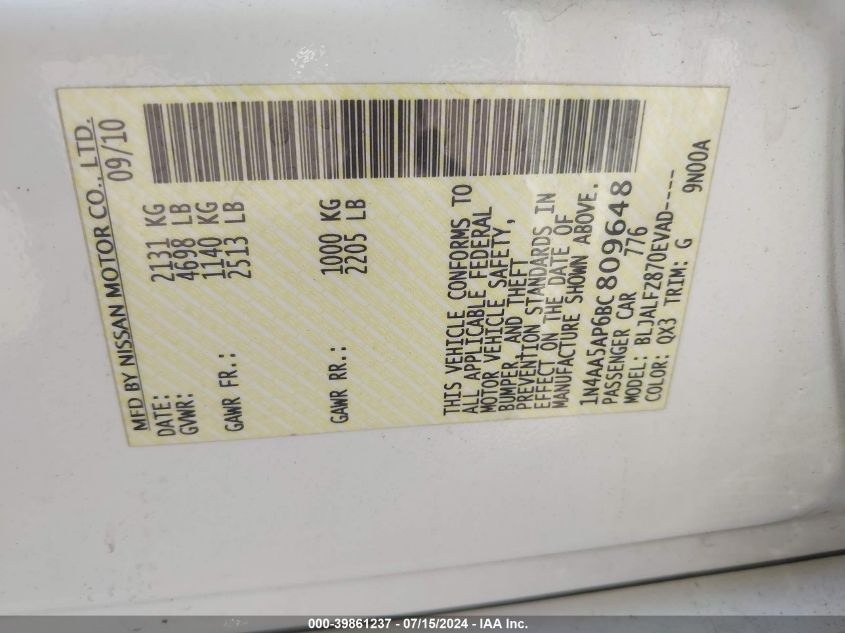 MFD BY NISSAN MOTOR CO., LTD.
DATE: 09/10
GVWR: 2131 KG
4698 LB
GAWR FR.: 1140 KG
2513 LB
GAWR RR.: 1000 KG
2205 LB
THIS VEHICLE CONFORMS TO
ALL APPLICABLE FEDERAL
MOTOR VEHICLE SAFETY,
BUMPER, AND THEFT
PREVENTION STANDARDS IN
EFFECT ON THE DATE OF
MANUFACTURE SHOWN ABOVE.
1N4AA5AP6BC809648
PASSENGER CAR 776
MODEL: BLJALFZ870EVAD-----
COLOR: QX3 TRIM: G 9N00A
000-39861237 - 07/15/2024 - IAA Inc.